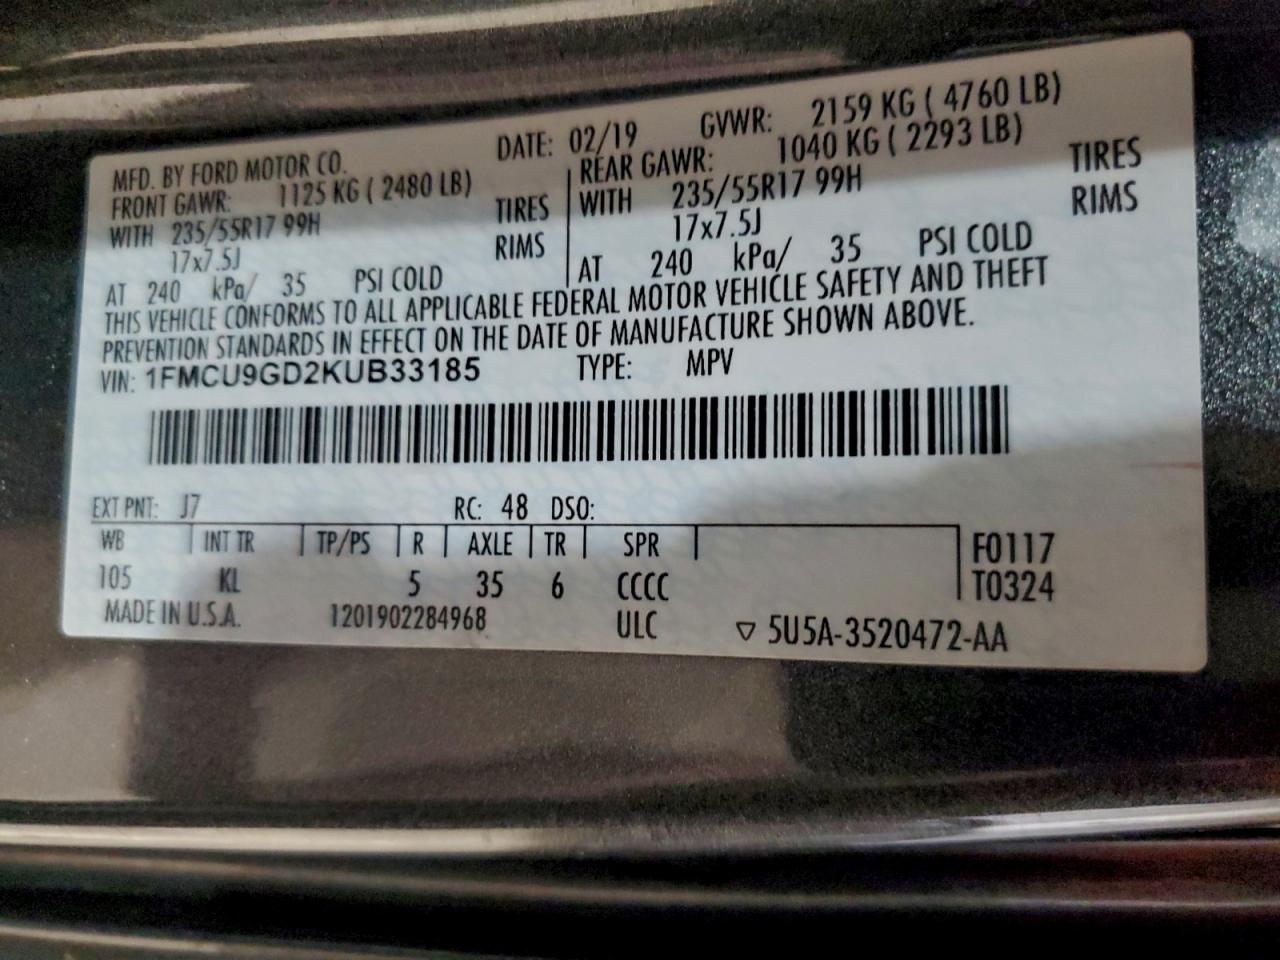 MFD. BY FORD MOTOR CO. DATE: 02/19 GVWR: 2159 KG ( 4760 LB)
FRONT GAWR: 1125 KG ( 2480 LB) REAR GAWR: 1040 KG ( 2293 LB)
WITH 235/55R17 99H TIRES WITH 235/55R17 99H TIRES
17x7.5J RIMS 17x7.5J RIMS
AT 240 kPa/ 35 PSI COLD AT 240 kPa/ 35 PSI COLD
THIS VEHICLE CONFORMS TO ALL APPLICABLE FEDERAL MOTOR VEHICLE SAFETY AND THEFT
PREVENTION STANDARDS IN EFFECT ON THE DATE OF MANUFACTURE SHOWN ABOVE.
VIN: 1FMCU9GD2KUB33185 TYPE: MPV
EXT PNT: J7 RC: 48 DSO:
WB INT TR TP/PS R AXLE TR SPR F0117
105 KL 5 35 6 CCCC T0324
MADE IN U.S.A. 1201902284968 ULC ▽ 5U5A-3520472-AA